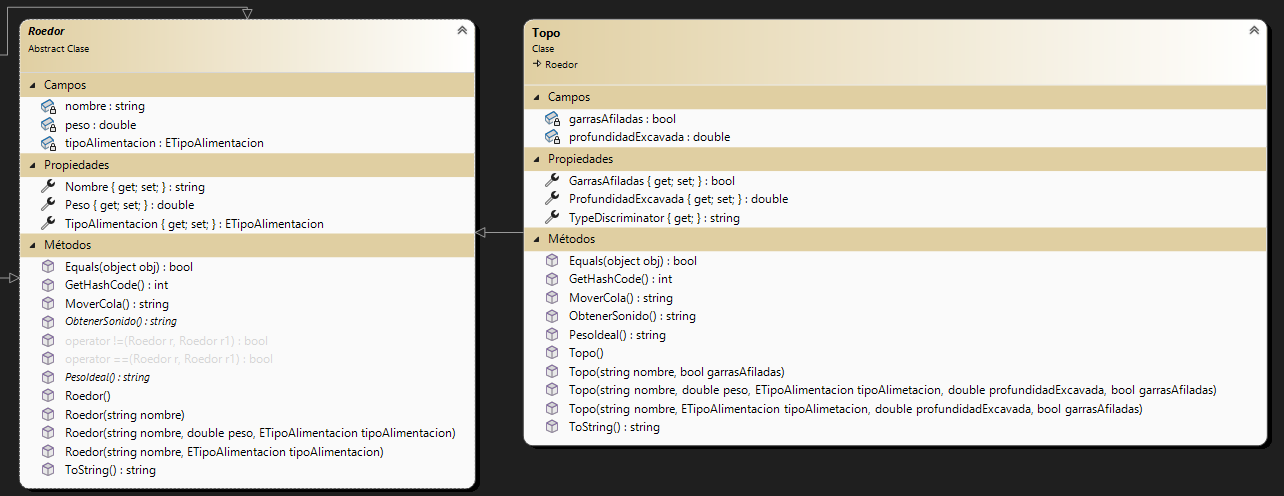 Roedor
Abstract Clase
Campos
nombre : string
peso : double
tipoAlimentacion : ETipoAlimentacion
Propiedades
Nombre { get; set; } : string
Peso { get; set; } : double
TipoAlimentacion { get; set; } : ETipoAlimentacion
Métodos
Equals(object obj) : bool
GetHashCode() : int
MoverCola() : string
ObtenerSonido() : string
operator !=(Roedor r, Roedor r1) : bool
operator ==(Roedor r, Roedor r1) : bool
PesoIdeal() : string
Roedor()
Roedor(string nombre)
Roedor(string nombre, double peso, ETipoAlimentacion tipoAlimentacion)
Roedor(string nombre, ETipoAlimentacion tipoAlimentacion)
ToString() : string
Topo
Clase
Roedor
Campos
garrasAfiladas : bool
profundidadExcavada : double
Propiedades
GarrasAfiladas { get; set; } : bool
ProfundidadExcavada { get; set; } : double
TypeDiscriminator { get; } : string
Métodos
Equals(object obj) : bool
GetHashCode() : int
MoverCola() : string
ObtenerSonido() : string
PesoIdeal() : string
Topo()
Topo(string nombre, bool garrasAfiladas)
Topo(string nombre, double peso, ETipoAlimentacion tipoAlimetacion, double profundidadExcavada, bool garrasAfiladas)
Topo(string nombre, ETipoAlimentacion tipoAlimetacion, double profundidadExcavada, bool garrasAfiladas)
ToString() : string